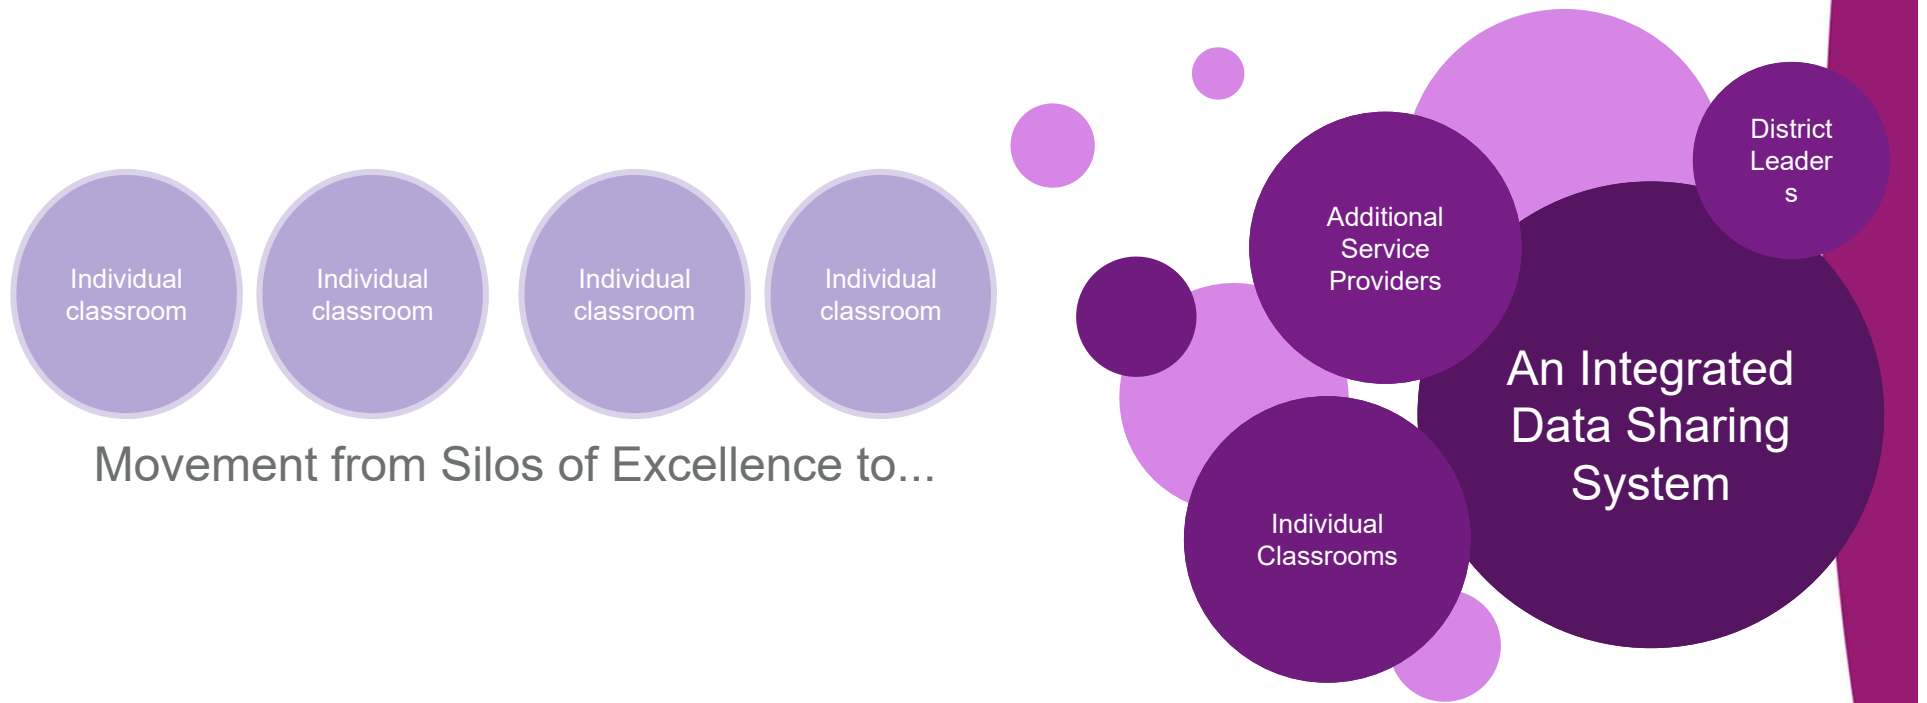 Individual
classroom
Individual
classroom
Individual
classroom
Individual
classroom
Movement from Silos of Excellence to...
District
Leader
s
Additional
Service
Providers
An Integrated
Data Sharing
System
Individual
Classrooms